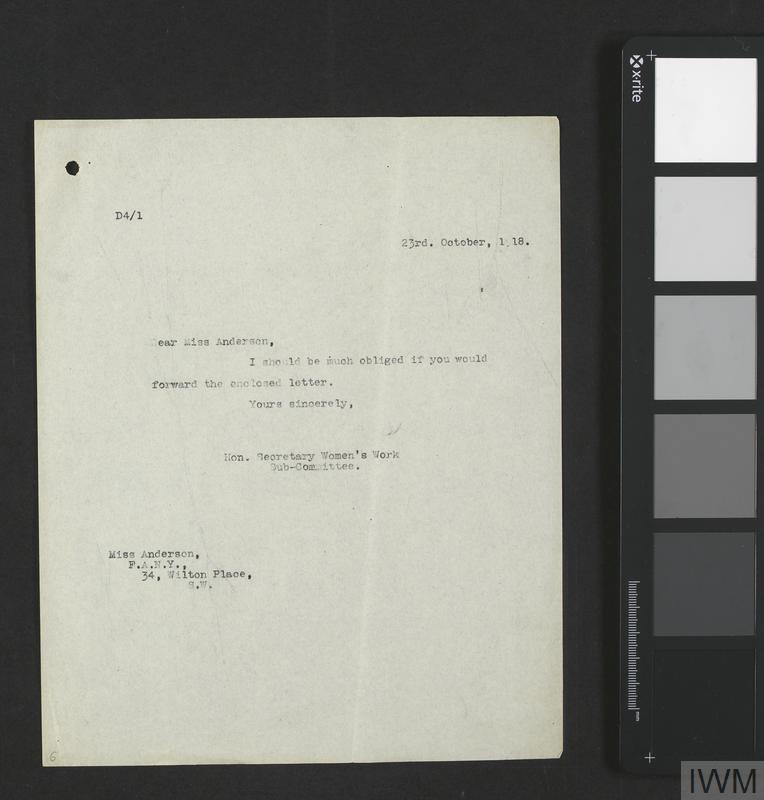 D4/1
23rd. October, 1918.
Dear Miss Anderson,
I should be much obliged if you would
forward the enclosed letter.
Yours sincerely,
Hon. Secretary Women's Work
Sub-Committee.
Miss Anderson,
F.A.N.Y.,
34, Wilton Place,
S.W.
6
x·rite
mm
IWM